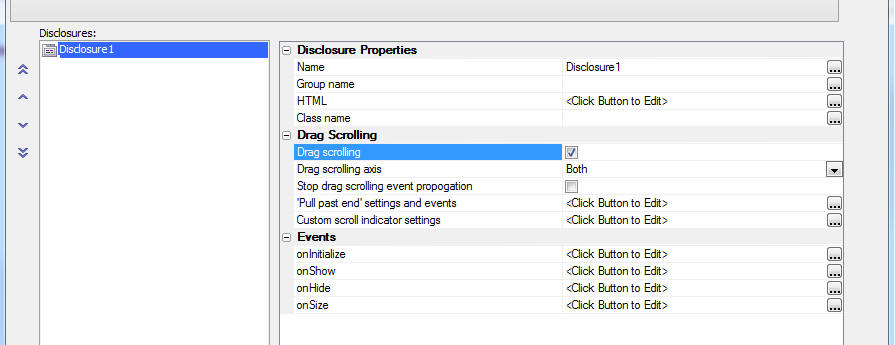 Disclosures:
Disclosure1
Disclosure Properties
Name Disclosure1 ...
Group name ...
HTML <Click Button to Edit> ...
Class name ...
Drag Scrolling
Drag scrolling
Drag scrolling axis Both
Stop drag scrolling event propogation
'Pull past end' settings and events <Click Button to Edit> ...
Custom scroll indicator settings <Click Button to Edit> ...
Events
onInitialize <Click Button to Edit> ...
onShow <Click Button to Edit> ...
onHide <Click Button to Edit> ...
onSize <Click Button to Edit> ...